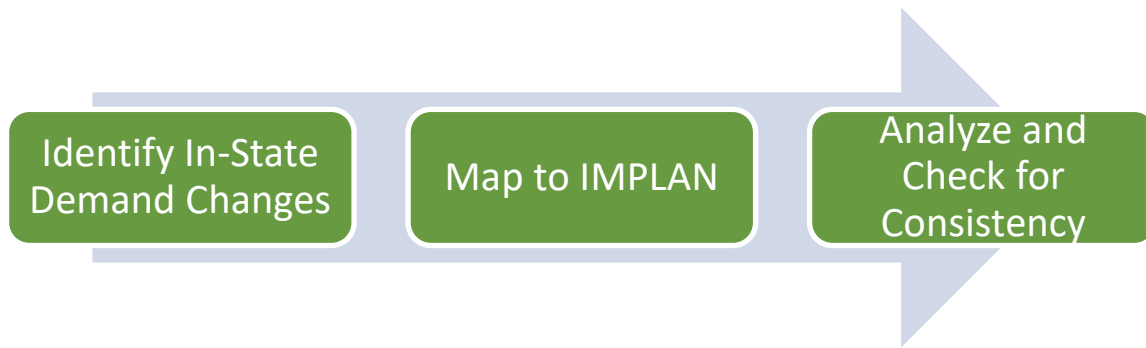 Identify In-State
Demand Changes
Map to IMPLAN
Analyze and
Check for
Consistency